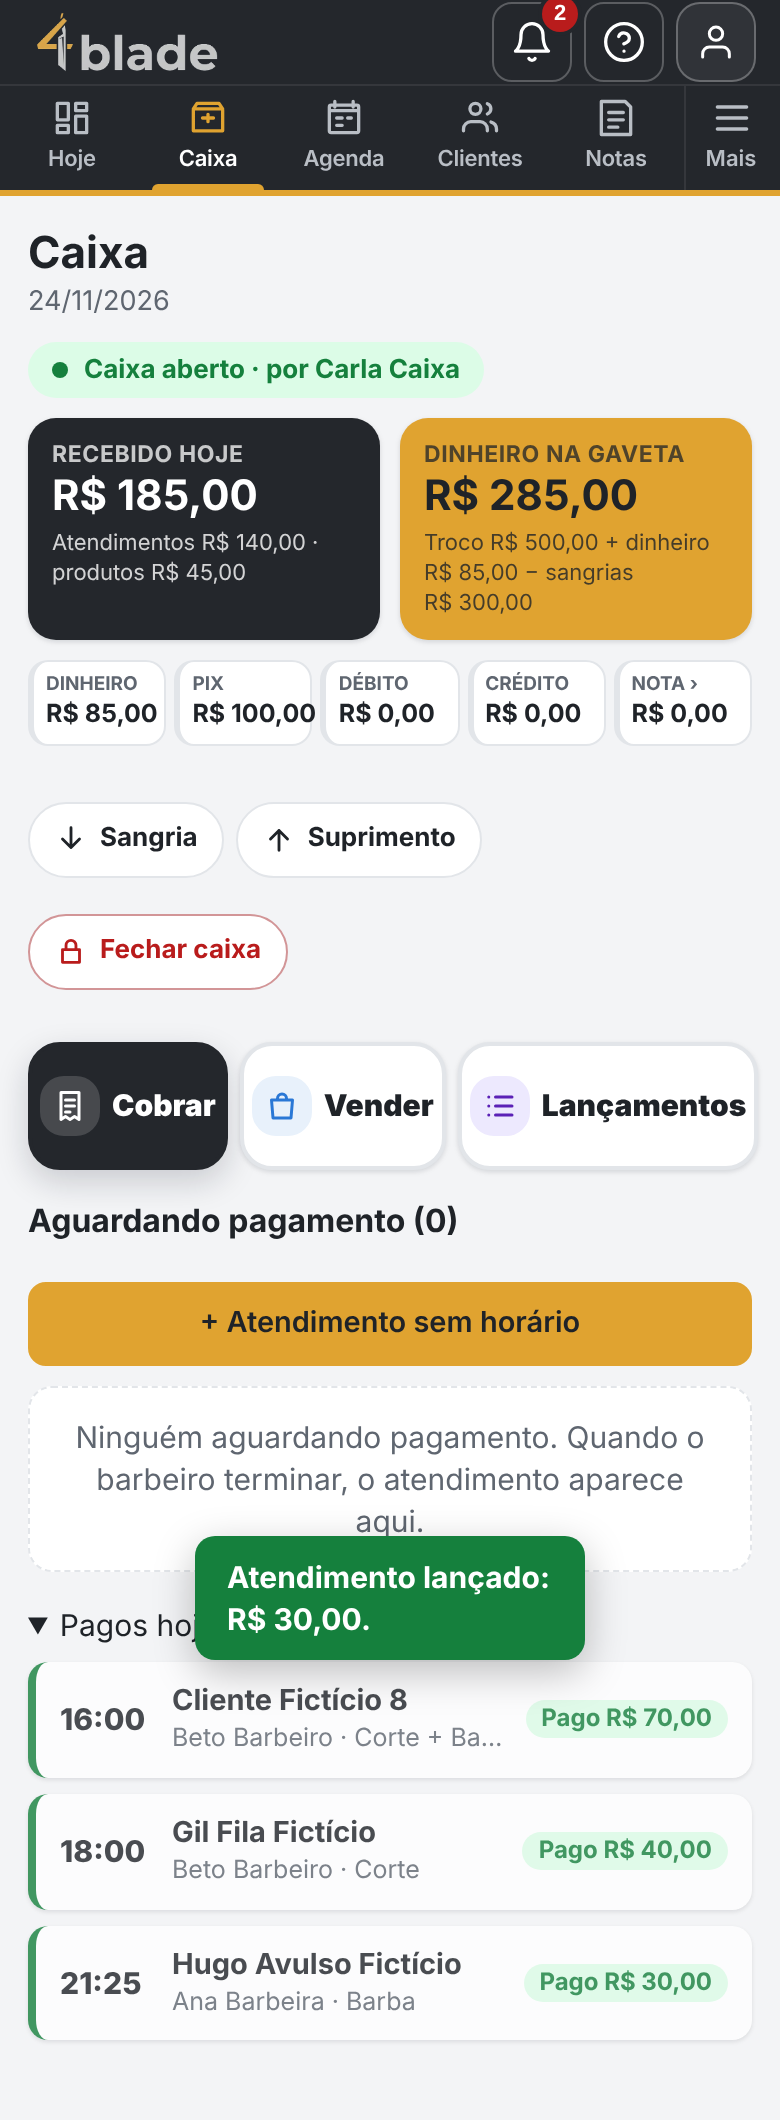 4blade
2
Hoje
Caixa
Agenda
Clientes
Notas
Mais
Caixa
24/11/2026
Caixa aberto · por Carla Caixa
RECEBIDO HOJE
R$ 185,00
Atendimentos R$ 140,00 ·
produtos R$ 45,00
DINHEIRO NA GAVETA
R$ 285,00
Troco R$ 500,00 + dinheiro
R$ 85,00 − sangrias
R$ 300,00
DINHEIRO
R$ 85,00
PIX
R$ 100,00
DÉBITO
R$ 0,00
CRÉDITO
R$ 0,00
NOTA ›
R$ 0,00
Sangria
Suprimento
Fechar caixa
Cobrar
Vender
Lançamentos
Aguardando pagamento (0)
+ Atendimento sem horário
Ninguém aguardando pagamento. Quando o
barbeiro terminar, o atendimento aparece
aqui.
Atendimento lançado:
R$ 30,00.
Pagos
16:00
Cliente Fictício 8
Beto Barbeiro · Corte + Ba...
Pago R$ 70,00
18:00
Gil Fila Fictício
Beto Barbeiro · Corte
Pago R$ 40,00
21:25
Hugo Avulso Fictício
Ana Barbeira · Barba
Pago R$ 30,00